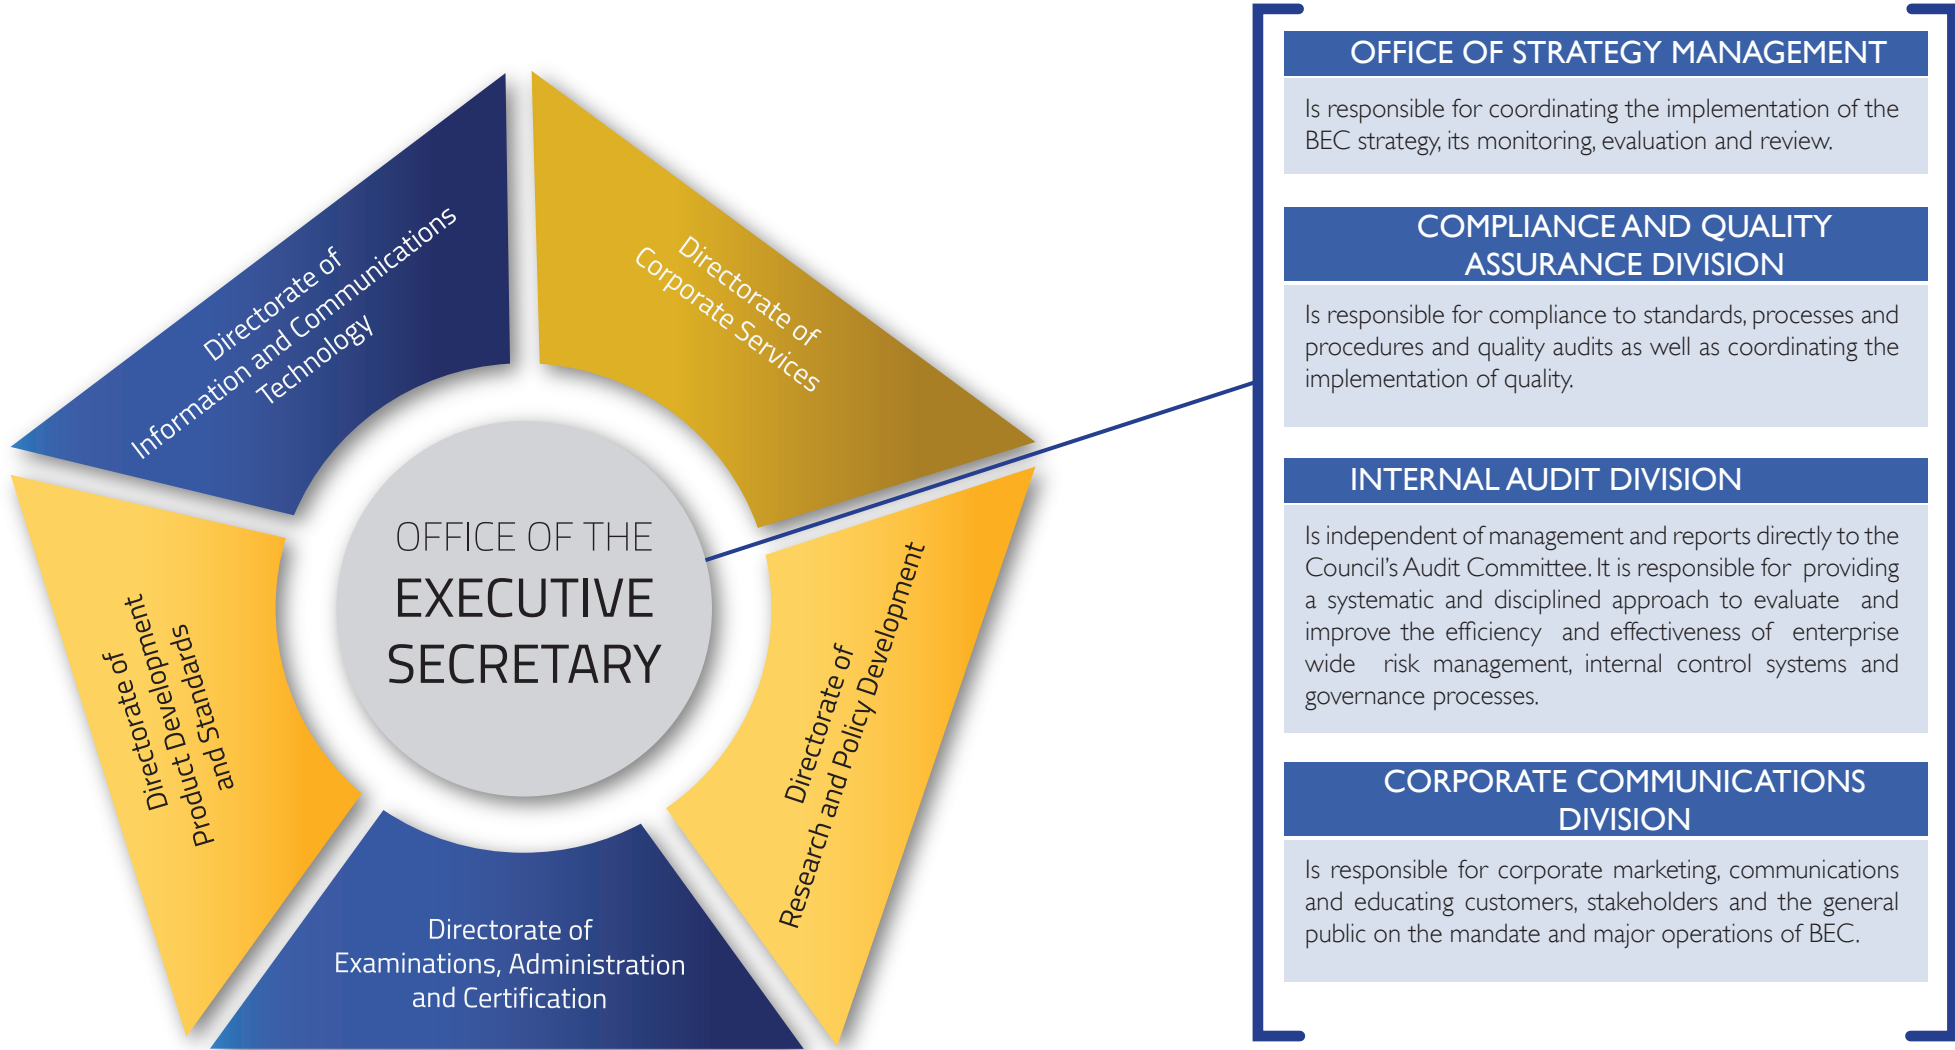 Directorate of
Information and Communications
Technology
Directorate of
Corporate Services
Directorate of
Product Development
and Standards
OFFICE OF THE
EXECUTIVE
SECRETARY
Directorate of
Research and Policy Development
Directorate of
Examinations, Administration
and Certification
OFFICE OF STRATEGY MANAGEMENT
Is responsible for coordinating the implementation of the
BEC strategy, its monitoring, evaluation and review.
COMPLIANCE AND QUALITY
ASSURANCE DIVISION
Is responsible for compliance to standards, processes and
procedures and quality audits as well as coordinating the
implementation of quality.
INTERNAL AUDIT DIVISION
Is independent of management and reports directly to the
Council's Audit Committee. It is responsible for providing
a systematic and disciplined approach to evaluate and
improve the efficiency and effectiveness of enterprise
wide risk management, internal control systems and
governance processes.
CORPORATE COMMUNICATIONS
DIVISION
Is responsible for corporate marketing, communications
and educating customers, stakeholders and the general
public on the mandate and major operations of BEC.